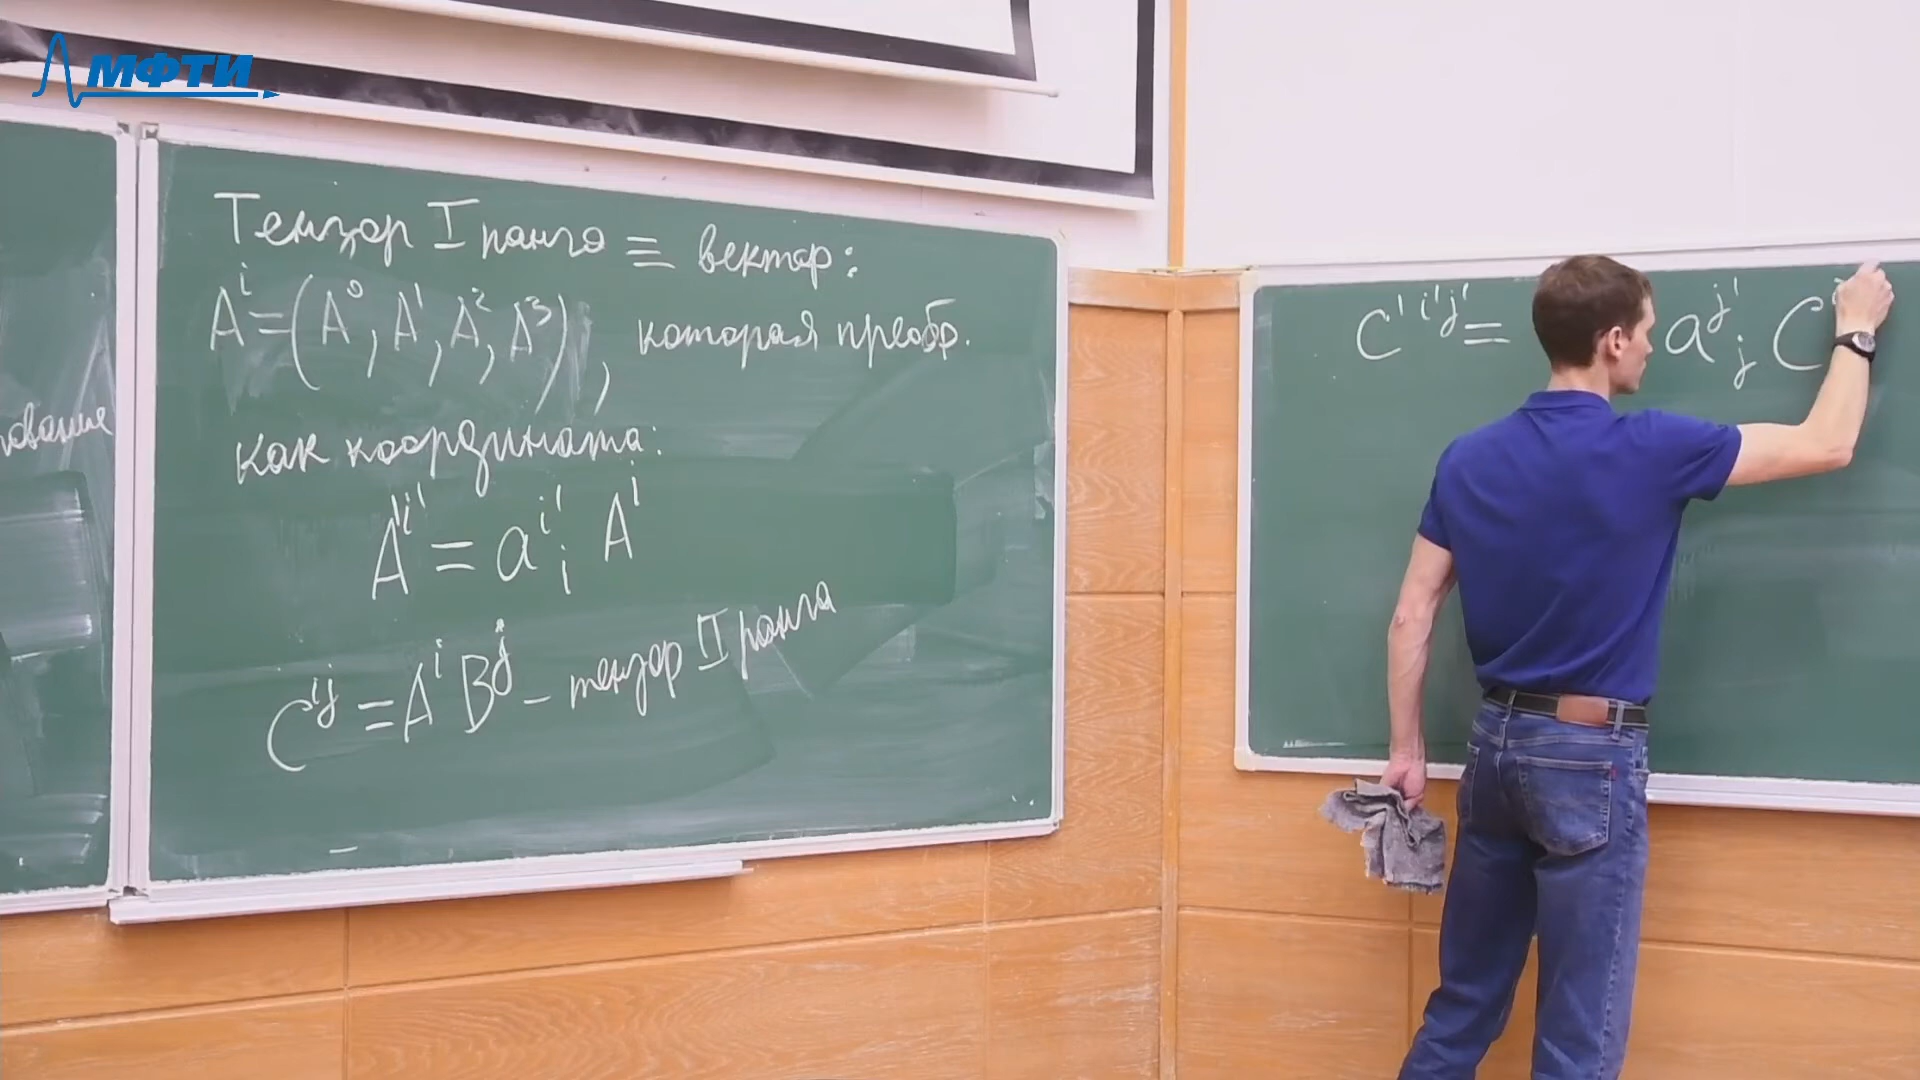 МФТИ
Тензор I ранга ≡ вектор:
A^i = (A^0, A^1, A^2, A^3), которая преобр.
как координата:
A'^{i'} = a^{i'}_i A^i
C^{ij} = A^i B^j – тензор II ранга
C'^{i'j'} = a^{j'}_j C